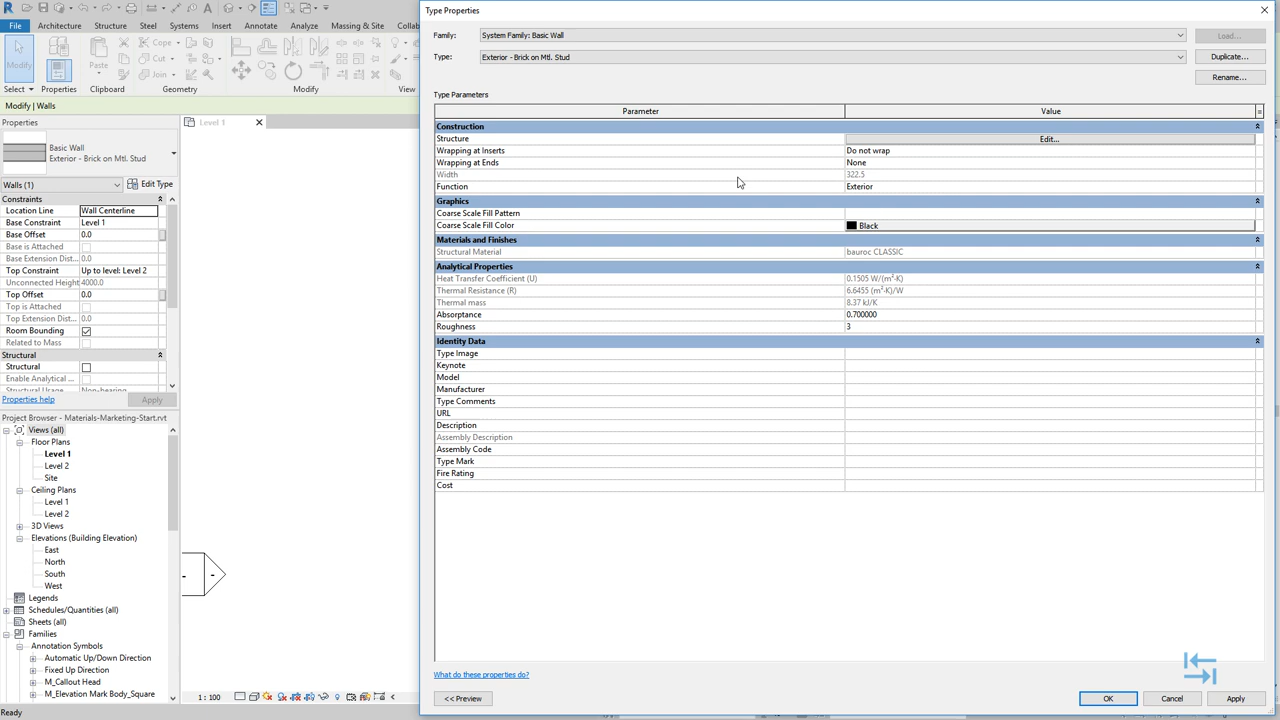 File Architecture Structure Steel Systems Insert Annotate Analyze Massing & Site Collab
Modify Paste Cut Join
Select Properties Clipboard Geometry Modify View
Modify | Walls
Properties
Basic Wall
Exterior - Brick on Mtl. Stud
Walls (1) Edit Type
Constraints
Location Line Wall Centerline
Base Constraint Level 1
Base Offset 0.0
Base is Attached
Base Extension Dist...
Top Constraint Up to level: Level 2
Unconnected Height 4000.0
Top Offset 0.0
Top is Attached
Top Extension Dist... 0.0
Room Bounding
Related to Mass
Structural
Structural
Enable Analytical ...
Structural Usage Non-bearing
Properties help Apply
Project Browser - Materials-Marketing-Start.rvt
Views (all)
Floor Plans
Level 1
Level 2
Site
Ceiling Plans
Level 1
Level 2
3D Views
Elevations (Building Elevation)
East
North
South
West
Legends
Schedules/Quantities (all)
Sheets (all)
Families
Annotation Symbols
Automatic Up/Down Direction
Fixed Up Direction
M_Callout Head
M_Elevation Mark Body_Square
Ready
Level 1
1 : 100
Type Properties
Family: System Family: Basic Wall Load...
Type: Exterior - Brick on Mtl. Stud Duplicate...
Rename...
Type Parameters
Parameter Value =
Construction
Structure Edit...
Wrapping at Inserts Do not wrap
Wrapping at Ends None
Width 322.5
Function Exterior
Graphics
Coarse Scale Fill Pattern
Coarse Scale Fill Color Black
Materials and Finishes
Structural Material bauroc CLASSIC
Analytical Properties
Heat Transfer Coefficient (U) 0.1505 W/(m²·K)
Thermal Resistance (R) 6.6455 (m²·K)/W
Thermal mass 8.37 kJ/K
Absorptance 0.700000
Roughness 3
Identity Data
Type Image
Keynote
Model
Manufacturer
Type Comments
URL
Description
Assembly Description
Assembly Code
Type Mark
Fire Rating
Cost
What do these properties do?
<< Preview OK Cancel Apply